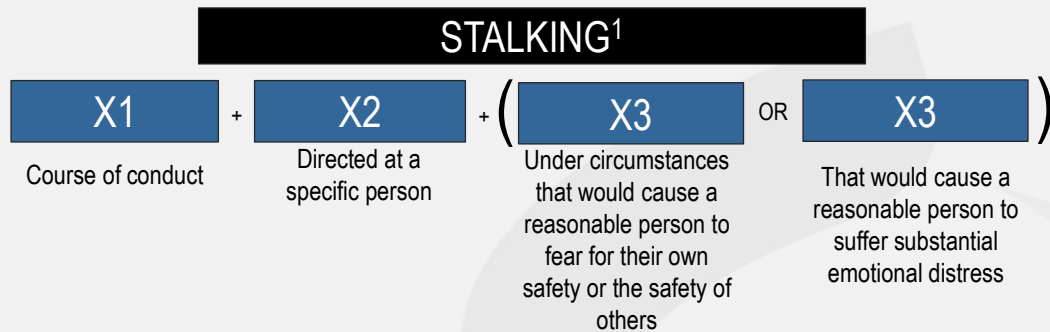 STALKING¹
X1 + X2 + ( X3 OR X3 )
Course of conduct
Directed at a
specific person
Under circumstances
that would cause a
reasonable person to
fear for their own
safety or the safety of
others
That would cause a
reasonable person to
suffer substantial
emotional distress